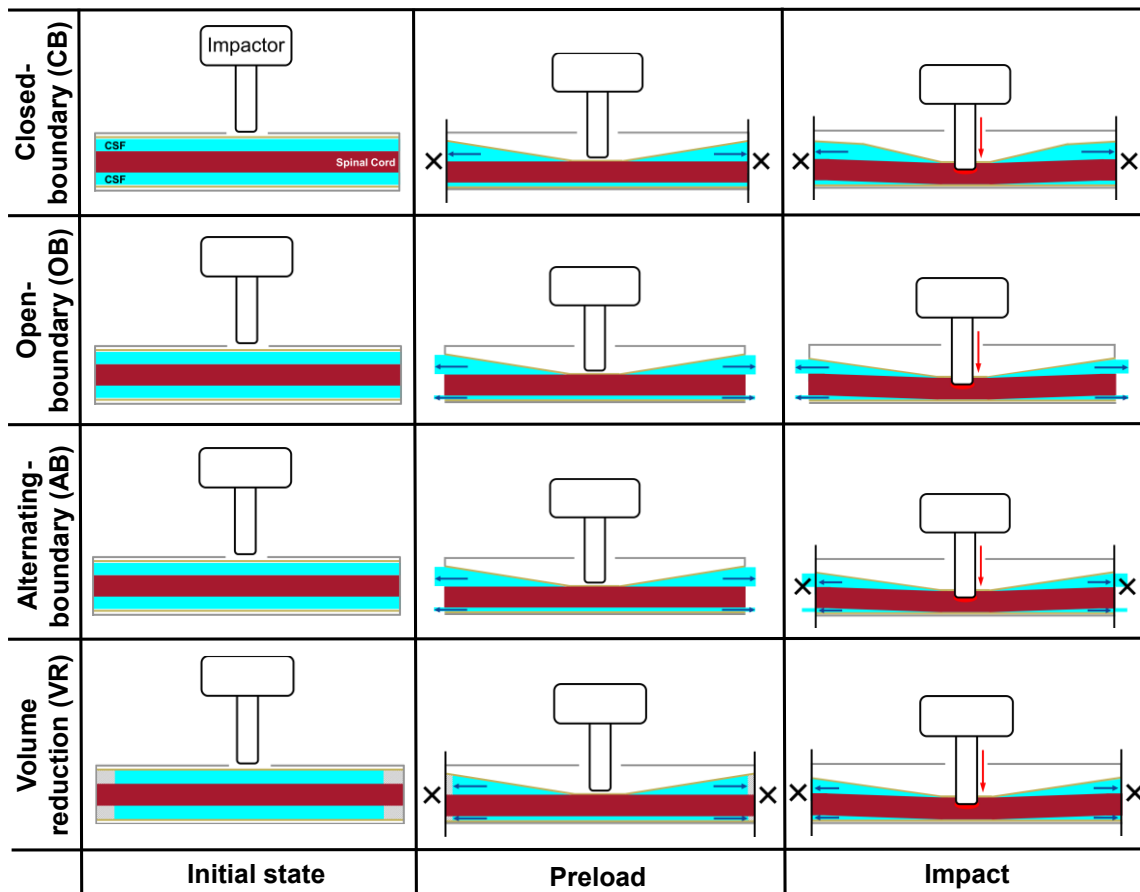 Closed-
boundary (CB)
Impactor
CSF
Spinal Cord
CSF
Open-
boundary (OB)
Alternating-
boundary (AB)
Volume
reduction (VR)
Initial state
Preload
Impact